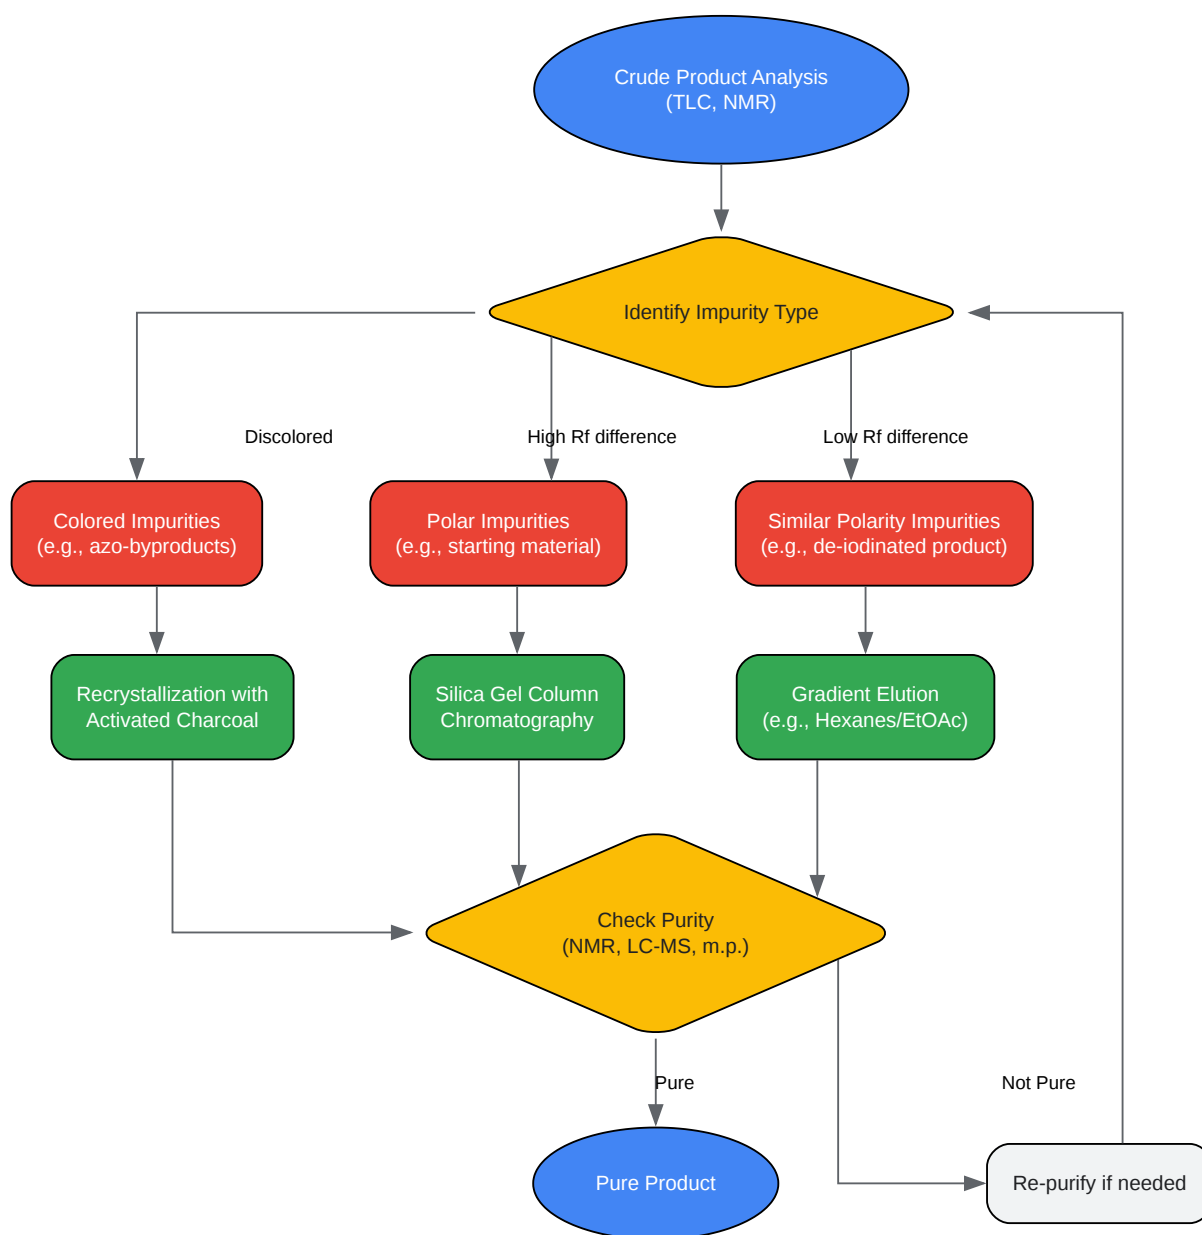 Crude Product Analysis
(TLC, NMR)
Identify Impurity Type
Discolored
High Rf difference
Low Rf difference
Colored Impurities
(e.g., azo-byproducts)
Polar Impurities
(e.g., starting material)
Similar Polarity Impurities
(e.g., de-iodinated product)
Recrystallization with
Activated Charcoal
Silica Gel Column
Chromatography
Gradient Elution
(e.g., Hexanes/EtOAc)
Check Purity
(NMR, LC-MS, m.p.)
Pure
Not Pure
Pure Product
Re-purify if needed